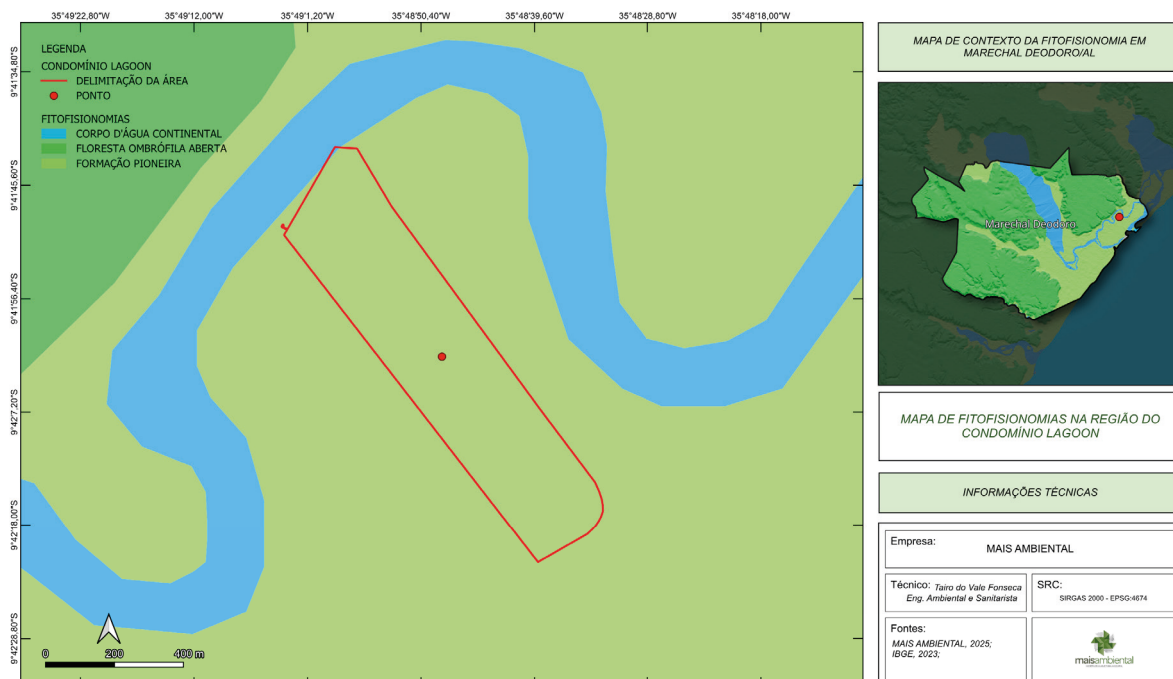 35°49'22,80"W 35°49'12,00"W 35°49'1,20"W 35°48'50,40"W 35°48'39,60"W 35°48'28,80"W 35°48'18,00"W
9°41'34,80"S
9°41'45,60"S
9°41'56,40"S
9°42'7,20"S
9°42'18,00"S
9°42'28,80"S
LEGENDA
CONDOMÍNIO LAGOON
DELIMITAÇÃO DA ÁREA
PONTO
FITOFISIONOMIAS
CORPO D'ÁGUA CONTINENTAL
FLORESTA OMBRÓFILA ABERTA
FORMAÇÃO PIONEIRA
0 200 400 m
MAPA DE CONTEXTO DA FITOFISIONOMIA EM
MARECHAL DEODORO/AL
Marechal Deodoro
MAPA DE FITOFISIONOMIAS NA REGIÃO DO
CONDOMÍNIO LAGOON
INFORMAÇÕES TÉCNICAS
Empresa: MAIS AMBIENTAL
Técnico: Tairo do Vale Fonseca
Eng. Ambiental e Sanitarista
SRC:
SIRGAS 2000 - EPSG:4674
Fontes:
MAIS AMBIENTAL, 2025;
IBGE, 2023;
maisambiental